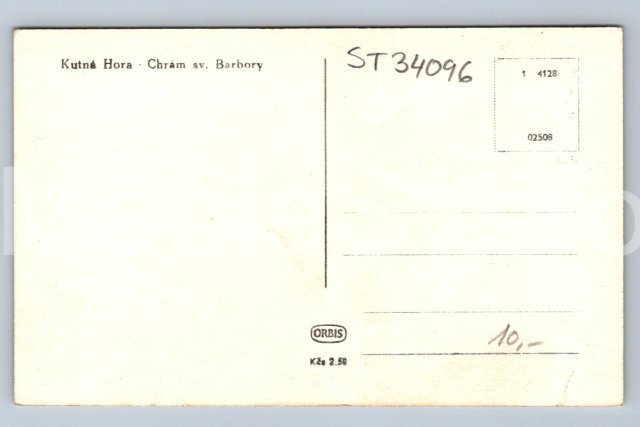 Kutná Hora - Chrám sv. Barbory
ST34096
1 4128
02508
ORBIS
Kčs 2.50
10,-